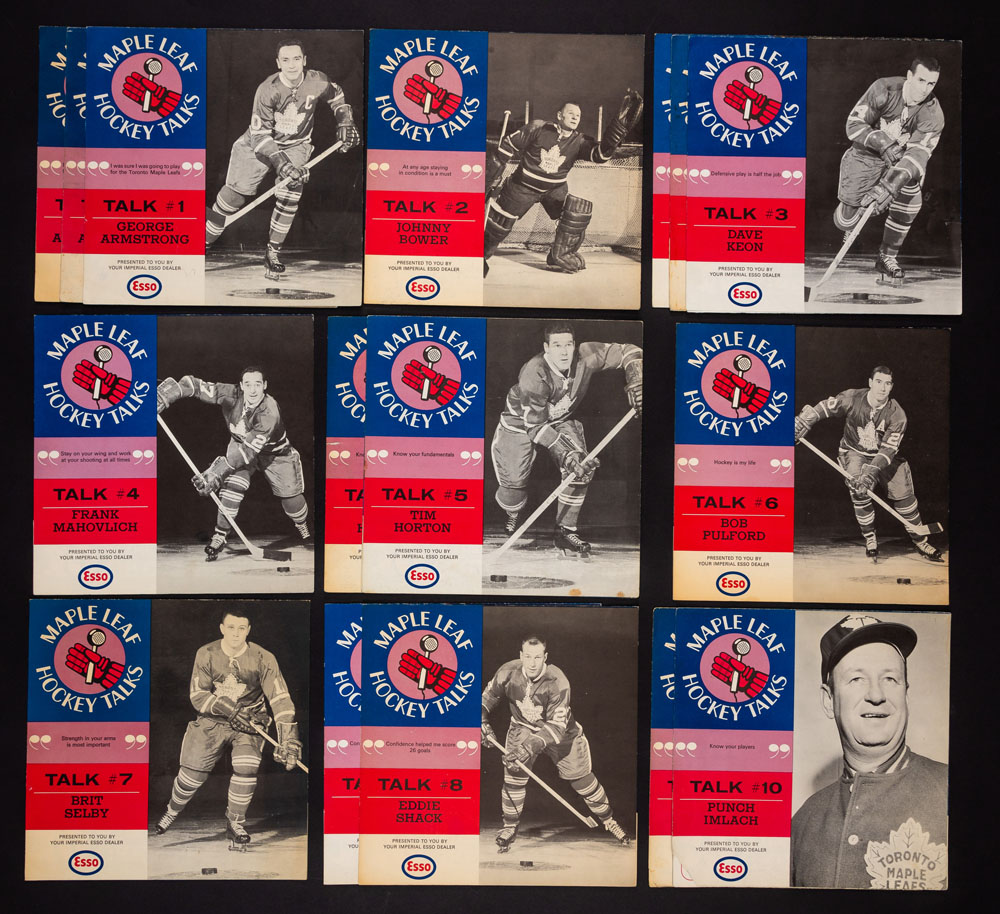 MAPLE LEAF
HOCKEY TALKS
I was sure I was going to play
for the Toronto Maple Leafs
TALK #1
GEORGE
ARMSTRONG
PRESENTED TO YOU BY
YOUR IMPERIAL ESSO DEALER
Esso
MAPLE LEAF
HOCKEY TALKS
At any age staying
in condition is a must
TALK #2
JOHNNY
BOWER
PRESENTED TO YOU BY
YOUR IMPERIAL ESSO DEALER
Esso
MAPLE LEAF
HOCKEY TALKS
Defensive play is half the job
TALK #3
DAVE
KEON
PRESENTED TO YOU BY
YOUR IMPERIAL ESSO DEALER
Esso
MAPLE LEAF
HOCKEY TALKS
Stay on your wing and work
at your shooting at all times
TALK #4
FRANK
MAHOVLICH
PRESENTED TO YOU BY
YOUR IMPERIAL ESSO DEALER
Esso
MAPLE LEAF
HOCKEY TALKS
Know your fundamentals
TALK #5
TIM
HORTON
PRESENTED TO YOU BY
YOUR IMPERIAL ESSO DEALER
Esso
MAPLE LEAF
HOCKEY TALKS
Hockey is my life
TALK #6
BOB
PULFORD
PRESENTED TO YOU BY
YOUR IMPERIAL ESSO DEALER
Esso
MAPLE LEAF
HOCKEY TALKS
Strength in your arms
is most important
TALK #7
BRIT
SELBY
PRESENTED TO YOU BY
YOUR IMPERIAL ESSO DEALER
Esso
MAPLE LEAF
HOCKEY TALKS
Confidence helped me score
26 goals
TALK #8
EDDIE
SHACK
PRESENTED TO YOU BY
YOUR IMPERIAL ESSO DEALER
Esso
MAPLE LEAF
HOCKEY TALKS
Know your players
TALK #10
PUNCH
IMLACH
PRESENTED TO YOU BY
YOUR IMPERIAL ESSO DEALER
Esso
TORONTO
MAPLE
LEAFS